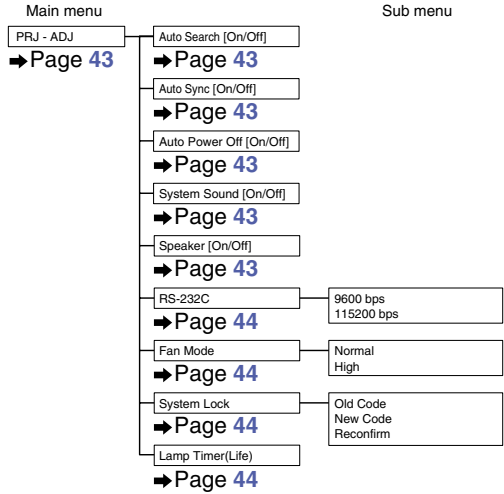 Main menu
Sub menu
PRJ - ADJ
➡Page 43
Auto Search [On/Off]
➡Page 43
Auto Sync [On/Off]
➡Page 43
Auto Power Off [On/Off]
➡Page 43
System Sound [On/Off]
➡Page 43
Speaker [On/Off]
➡Page 43
RS-232C
➡Page 44
9600 bps
115200 bps
Fan Mode
➡Page 44
Normal
High
System Lock
➡Page 44
Old Code
New Code
Reconfirm
Lamp Timer(Life)
➡Page 44